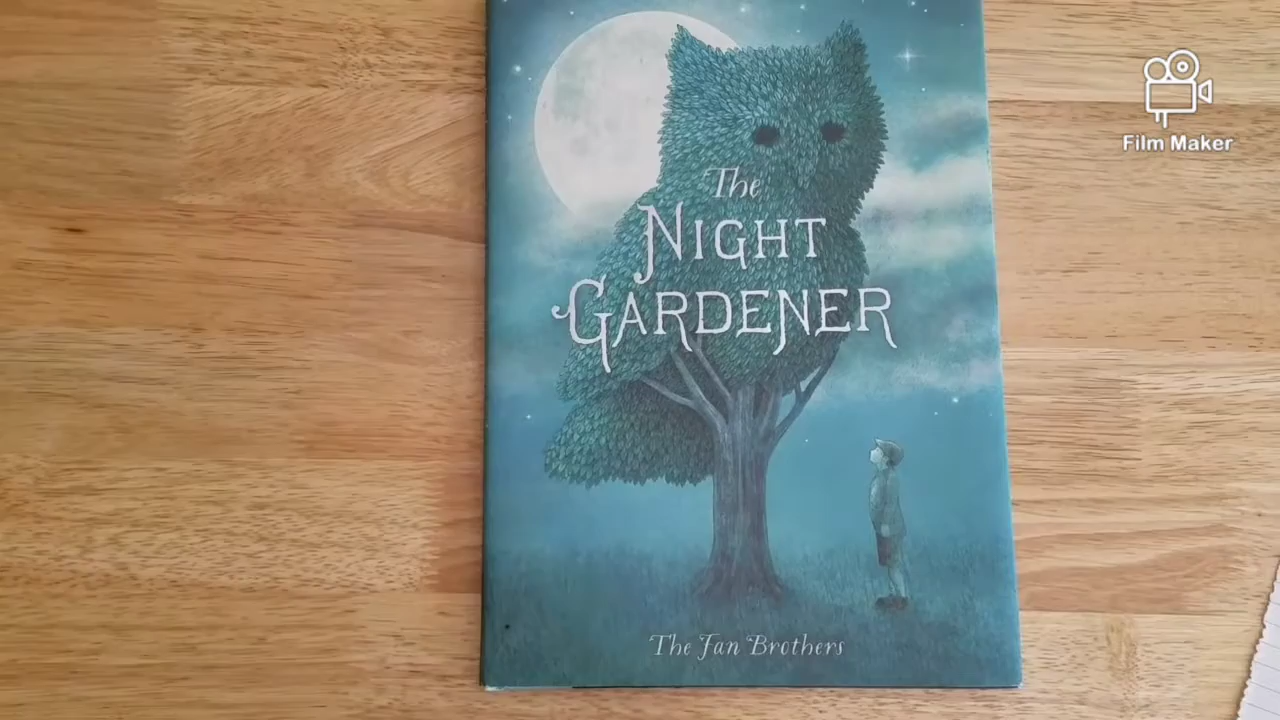 The
NIGHT
GARDENER
The Fan Brothers
Film Maker